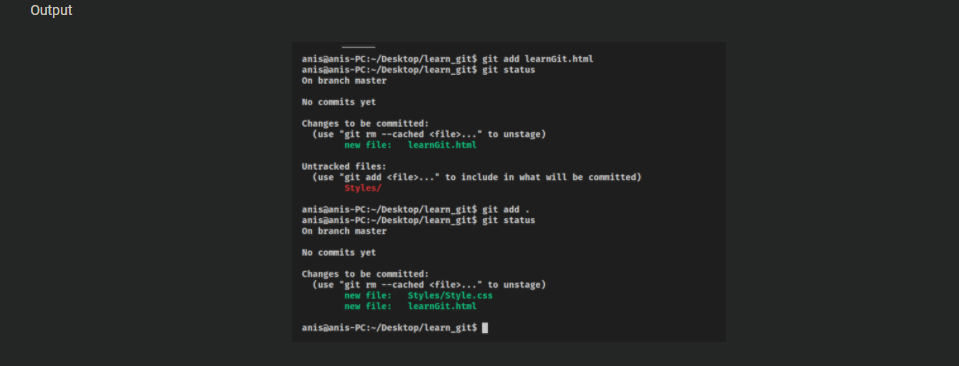 Output
anis@anis-PC:~/Desktop/learn_git$ git add learnGit.html
anis@anis-PC:~/Desktop/learn_git$ git status
On branch master
No commits yet
Changes to be committed:
(use "git rm --cached <file>..." to unstage)
new file:   learnGit.html
Untracked files:
(use "git add <file>..." to include in what will be committed)
Styles/
anis@anis-PC:~/Desktop/learn_git$ git add .
anis@anis-PC:~/Desktop/learn_git$ git status
On branch master
No commits yet
Changes to be committed:
(use "git rm --cached <file>..." to unstage)
new file:   Styles/Style.css
new file:   learnGit.html
anis@anis-PC:~/Desktop/learn_git$